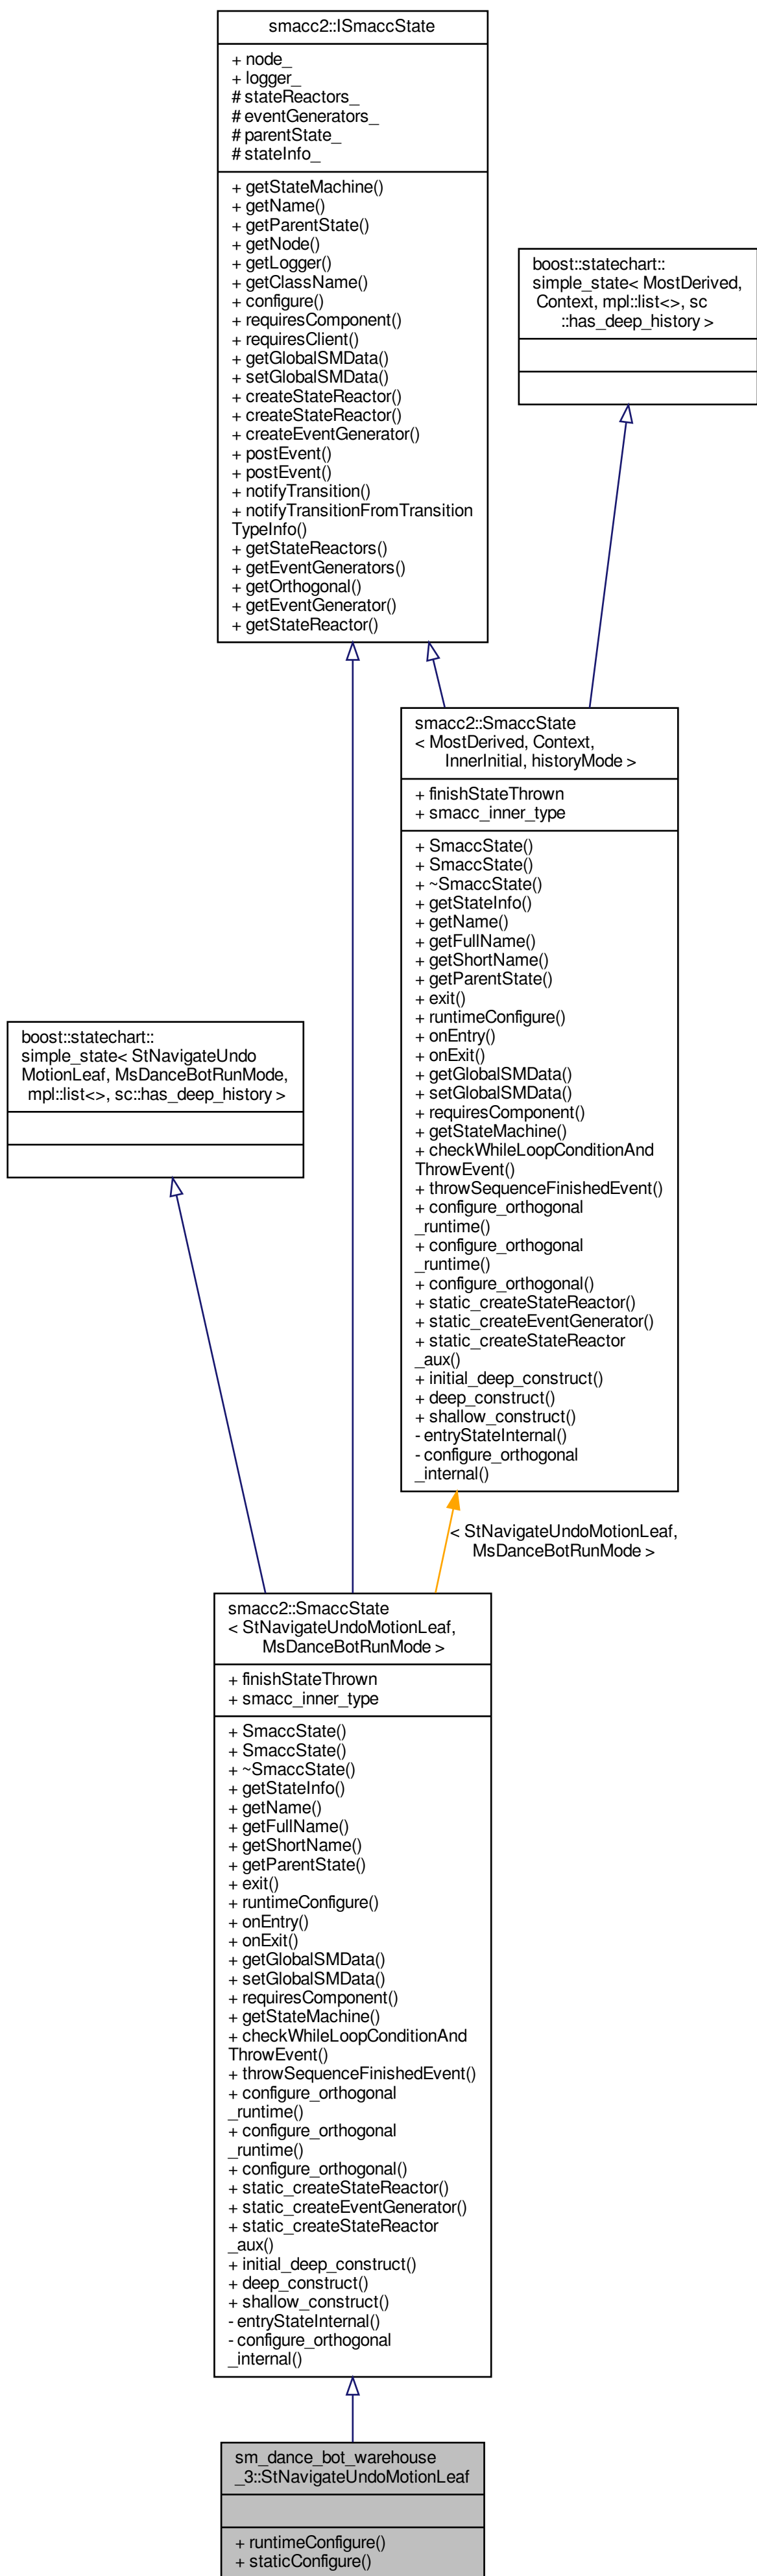 smacc2::ISmaccState
+ node_
+ logger_
# stateReactors_
# eventGenerators_
# parentState_
# stateInfo_
+ getStateMachine()
+ getName()
+ getParentState()
+ getNode()
+ getLogger()
+ getClassName()
+ configure()
+ requiresComponent()
+ requiresClient()
+ getGlobalSMData()
+ setGlobalSMData()
+ createStateReactor()
+ createStateReactor()
+ createEventGenerator()
+ postEvent()
+ postEvent()
+ notifyTransition()
+ notifyTransitionFromTransition
TypeInfo()
+ getStateReactors()
+ getEventGenerators()
+ getOrthogonal()
+ getEventGenerator()
+ getStateReactor()
boost::statechart::
simple_state< MostDerived,
Context, mpl::list<>, sc
::has_deep_history >
smacc2::SmaccState
< MostDerived, Context,
InnerInitial, historyMode >
+ finishStateThrown
+ smacc_inner_type
+ SmaccState()
+ SmaccState()
+ ~SmaccState()
+ getStateInfo()
+ getName()
+ getFullName()
+ getShortName()
+ getParentState()
+ exit()
+ runtimeConfigure()
+ onEntry()
+ onExit()
+ getGlobalSMData()
+ setGlobalSMData()
+ requiresComponent()
+ getStateMachine()
+ checkWhileLoopConditionAnd
ThrowEvent()
+ throwSequenceFinishedEvent()
+ configure_orthogonal
_runtime()
+ configure_orthogonal
_runtime()
+ configure_orthogonal()
+ static_createStateReactor()
+ static_createEventGenerator()
+ static_createStateReactor
_aux()
+ initial_deep_construct()
+ deep_construct()
+ shallow_construct()
- entryStateInternal()
- configure_orthogonal
_internal()
boost::statechart::
simple_state< StNavigateUndo
MotionLeaf, MsDanceBotRunMode,
mpl::list<>, sc::has_deep_history >
< StNavigateUndoMotionLeaf,
MsDanceBotRunMode >
smacc2::SmaccState
< StNavigateUndoMotionLeaf,
MsDanceBotRunMode >
+ finishStateThrown
+ smacc_inner_type
+ SmaccState()
+ SmaccState()
+ ~SmaccState()
+ getStateInfo()
+ getName()
+ getFullName()
+ getShortName()
+ getParentState()
+ exit()
+ runtimeConfigure()
+ onEntry()
+ onExit()
+ getGlobalSMData()
+ setGlobalSMData()
+ requiresComponent()
+ getStateMachine()
+ checkWhileLoopConditionAnd
ThrowEvent()
+ throwSequenceFinishedEvent()
+ configure_orthogonal
_runtime()
+ configure_orthogonal
_runtime()
+ configure_orthogonal()
+ static_createStateReactor()
+ static_createEventGenerator()
+ static_createStateReactor
_aux()
+ initial_deep_construct()
+ deep_construct()
+ shallow_construct()
- entryStateInternal()
- configure_orthogonal
_internal()
sm_dance_bot_warehouse
_3::StNavigateUndoMotionLeaf
+ runtimeConfigure()
+ staticConfigure()